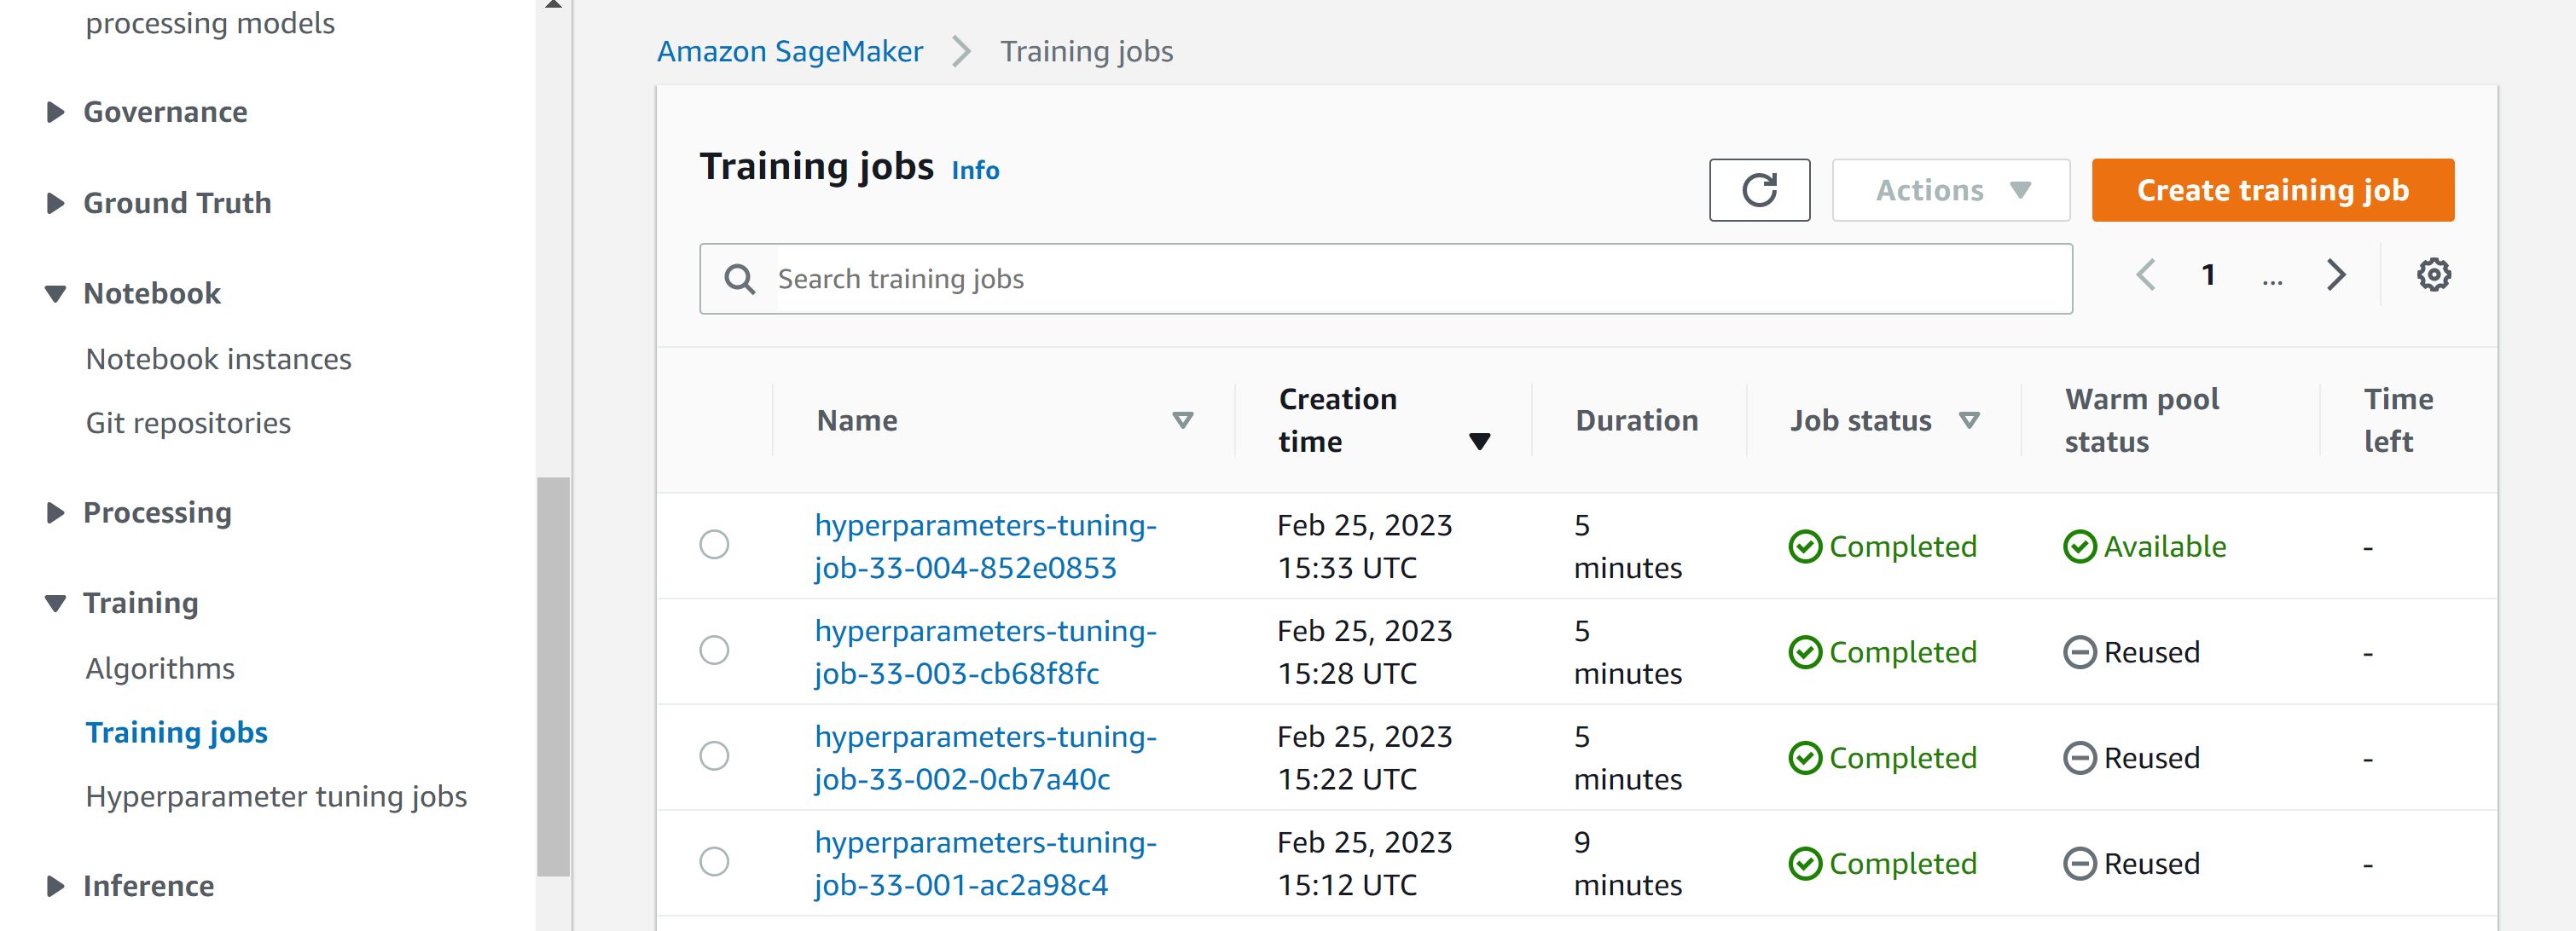 processing models
Governance
Ground Truth
Notebook
Notebook instances
Git repositories
Processing
Training
Algorithms
Training jobs
Hyperparameter tuning jobs
Inference
Amazon SageMaker Training jobs
Training jobs Info
Actions
Create training job
Search training jobs
1 ...
Name
Creation
time
Duration
Job status
Warm pool
status
Time
left
hyperparameters-tuning-
job-33-004-852e0853
Feb 25, 2023
15:33 UTC
5
minutes
Completed
Available
-
hyperparameters-tuning-
job-33-003-cb68f8fc
Feb 25, 2023
15:28 UTC
5
minutes
Completed
Reused
-
hyperparameters-tuning-
job-33-002-0cb7a40c
Feb 25, 2023
15:22 UTC
5
minutes
Completed
Reused
-
hyperparameters-tuning-
job-33-001-ac2a98c4
Feb 25, 2023
15:12 UTC
9
minutes
Completed
Reused
-